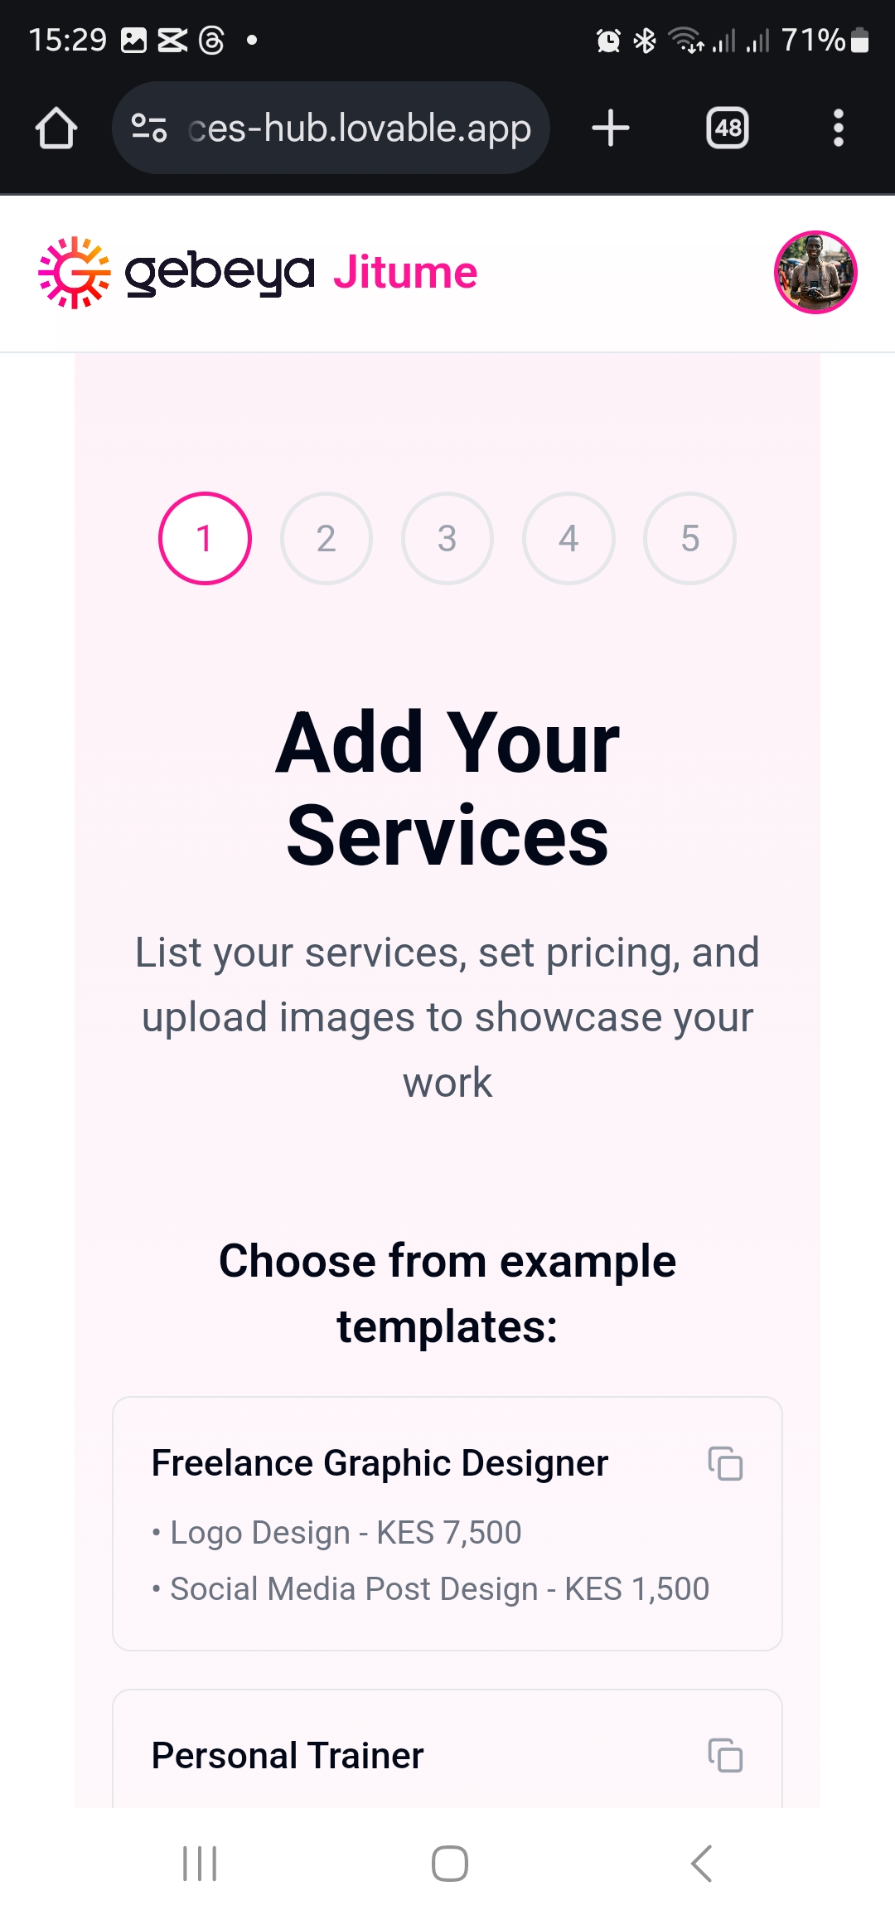 15:29
71%
ces-hub.lovable.app
48
gebeya Jitume
1 2 3 4 5
Add Your
Services
List your services, set pricing, and
upload images to showcase your
work
Choose from example
templates:
Freelance Graphic Designer
• Logo Design - KES 7,500
• Social Media Post Design - KES 1,500
Personal Trainer